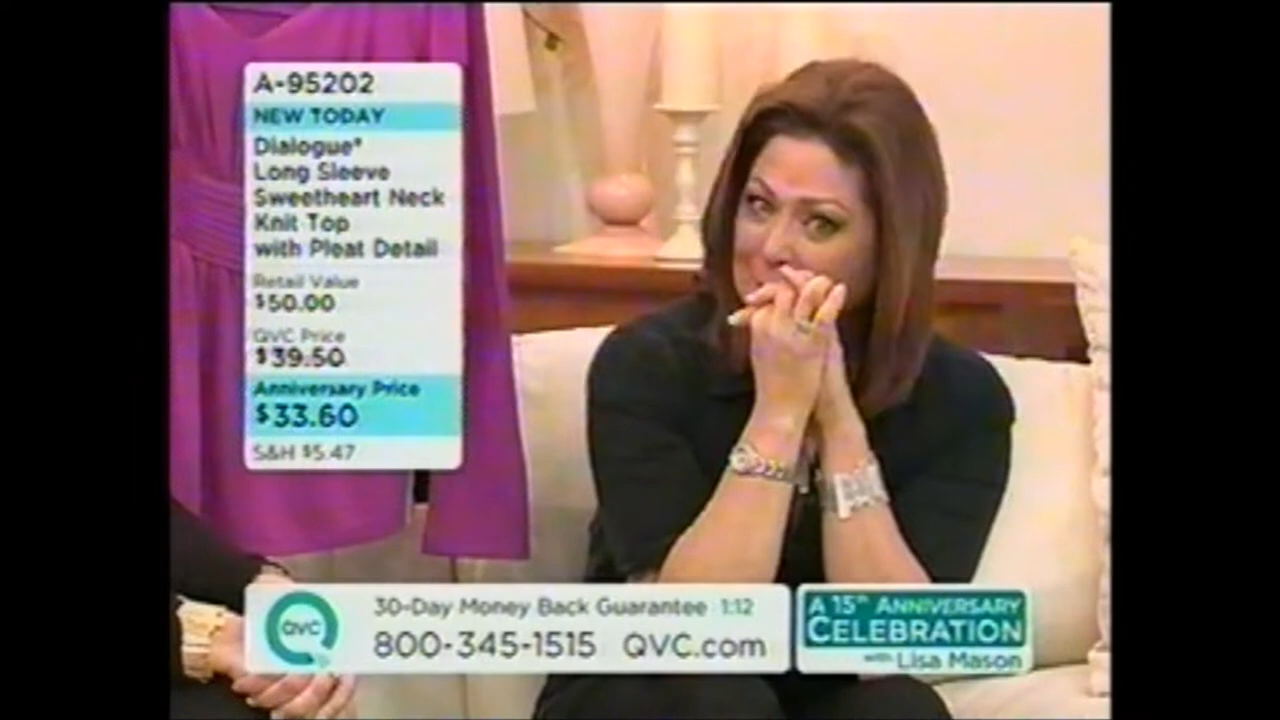 A-95202
NEW TODAY
Dialogue*
Long Sleeve
Sweetheart Neck
Knit Top
with Pleat Detail
Retail Value
$50.00
QVC Price
$39.50
Anniversary Price
$33.60
S&H $5.47
QVC
30-Day Money Back Guarantee 1:12
800-345-1515 QVC.com
A 15th ANNIVERSARY
CELEBRATION
with Lisa Mason